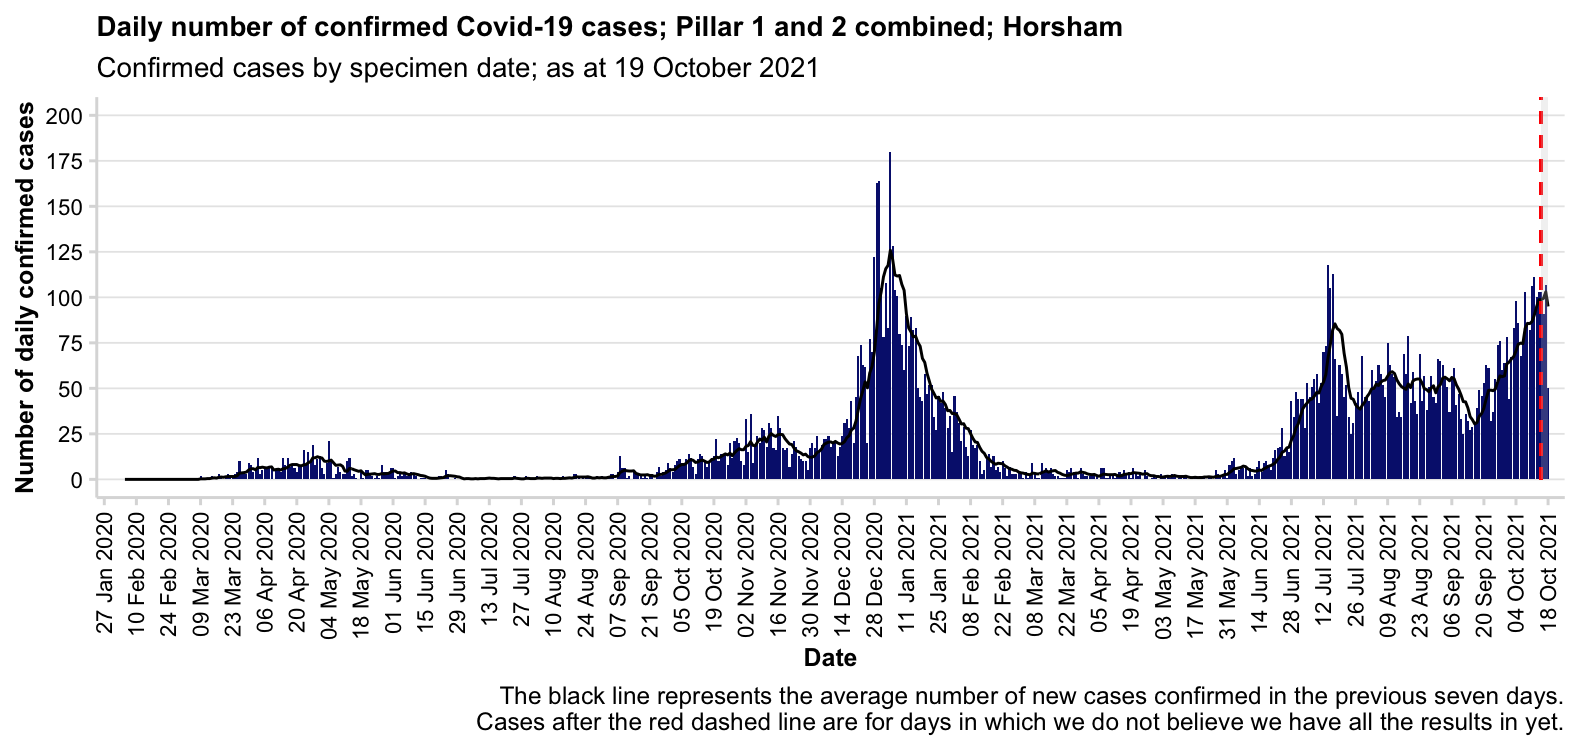 Daily number of confirmed Covid-19 cases; Pillar 1 and 2 combined; Horsham
Confirmed cases by specimen date; as at 19 October 2021
Number of daily confirmed cases
200
175
150
125
100
75
50
25
0
27 Jan 2020
10 Feb 2020
24 Feb 2020
09 Mar 2020
23 Mar 2020
06 Apr 2020
20 Apr 2020
04 May 2020
18 May 2020
01 Jun 2020
15 Jun 2020
29 Jun 2020
13 Jul 2020
27 Jul 2020
10 Aug 2020
24 Aug 2020
07 Sep 2020
21 Sep 2020
05 Oct 2020
19 Oct 2020
02 Nov 2020
16 Nov 2020
30 Nov 2020
14 Dec 2020
28 Dec 2020
11 Jan 2021
25 Jan 2021
08 Feb 2021
22 Feb 2021
08 Mar 2021
22 Mar 2021
05 Apr 2021
19 Apr 2021
03 May 2021
17 May 2021
31 May 2021
14 Jun 2021
28 Jun 2021
12 Jul 2021
26 Jul 2021
09 Aug 2021
23 Aug 2021
06 Sep 2021
20 Sep 2021
04 Oct 2021
18 Oct 2021
Date
The black line represents the average number of new cases confirmed in the previous seven days.
Cases after the red dashed line are for days in which we do not believe we have all the results in yet.